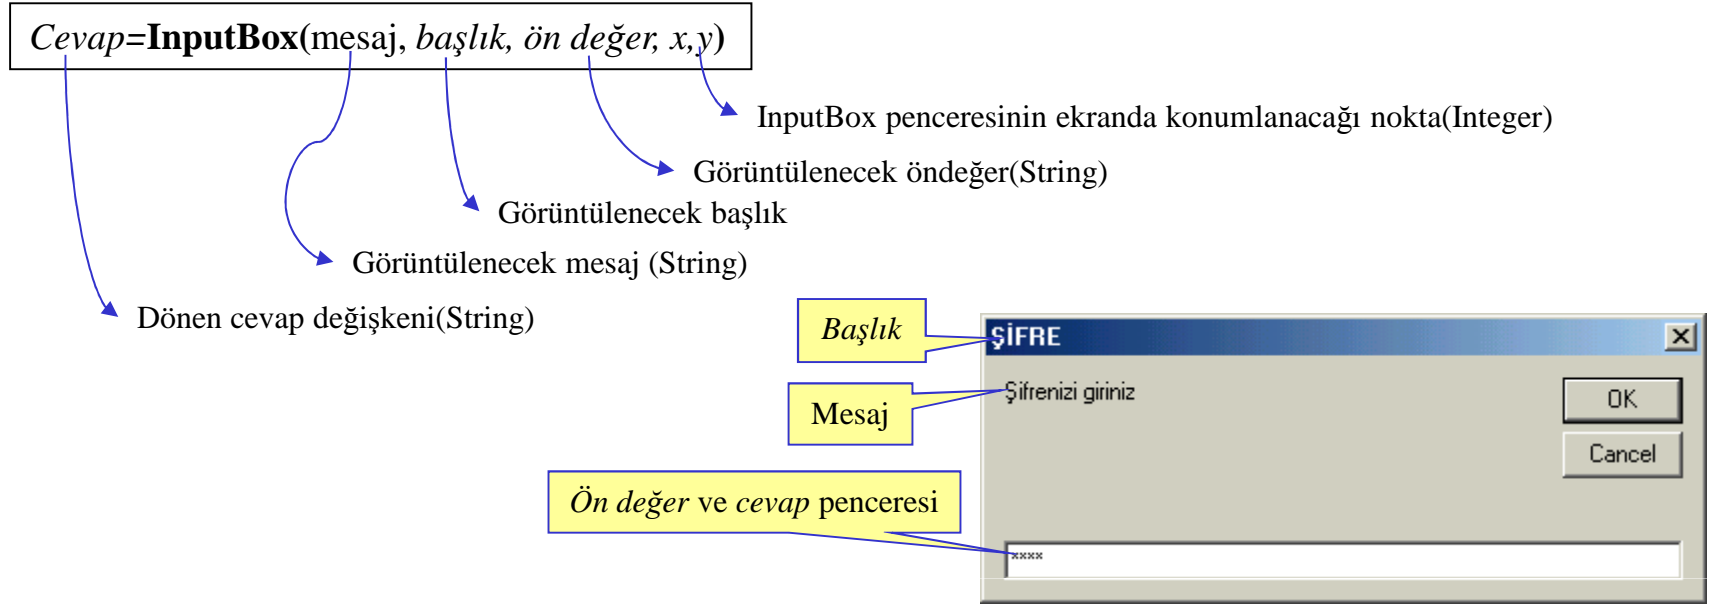 Cevap=InputBox(mesaj, başlık, ön değer, x,y)
InputBox penceresinin ekranda konumlanacağı nokta(Integer)
Görüntülenecek öndeğer(String)
Görüntülenecek başlık
Görüntülenecek mesaj (String)
Dönen cevap değişkeni(String)
Başlık
ŞİFRE
Şifrenizi giriniz
Mesaj
OK
Cancel
Ön değer ve cevap penceresi
××××